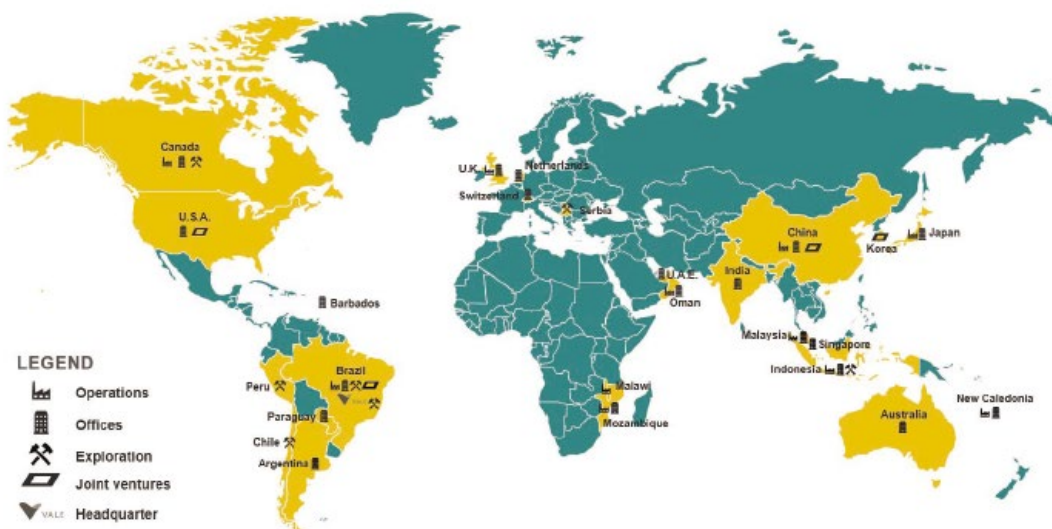 Canada
U.S.A.
Barbados
U.K.
Netherlands
Switzerland
Serbia
China
Korea
Japan
India
U.A.E.
Oman
Malaysia
Singapore
Indonesia
Malawi
Mozambique
New Caledonia
Australia
Brazil
VALE
Peru
Paraguay
Chile
Argentina
LEGEND
Operations
Offices
Exploration
Joint ventures
VALE Headquarter